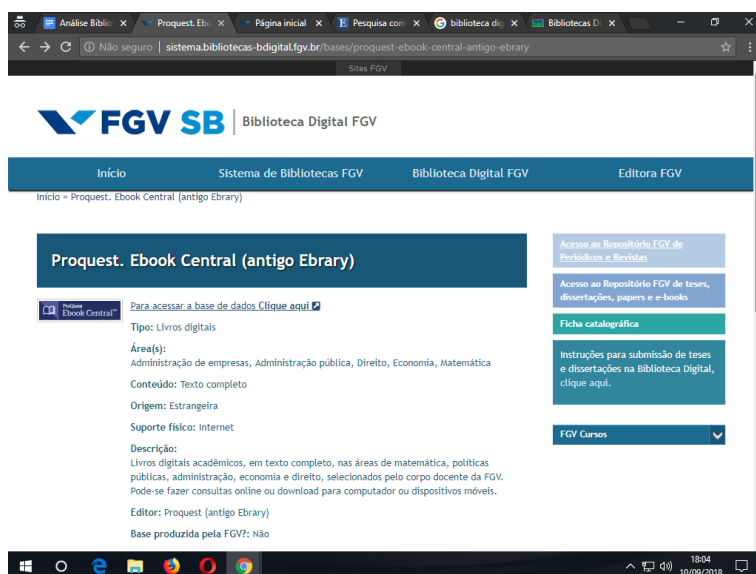 Análise Biblio
Proquest. Ebo
Página inicial
Pesquisa com
biblioteca dig
Bibliotecas Di
Não seguro | sistema.bibliotecas-bdigital.fgv.br/bases/proquest-ebook-central-antigo-ebrary
Sites FGV
FGV SB | Biblioteca Digital FGV
Início
Sistema de Bibliotecas FGV
Biblioteca Digital FGV
Editora FGV
Início » Proquest. Ebook Central (antigo Ebrary)
Proquest. Ebook Central (antigo Ebrary)
ProQuest
Ebook Central™
Para acessar a base de dados Clique aqui
Tipo: Livros digitais
Área(s):
Administração de empresas, Administração pública, Direito, Economia, Matemática
Conteúdo: Texto completo
Origem: Estrangeira
Suporte físico: Internet
Descrição:
Livros digitais acadêmicos, em texto completo, nas áreas de matemática, políticas
públicas, administração, economia e direito, selecionados pelo corpo docente da FGV.
Pode-se fazer consultas online ou download para computador ou dispositivos móveis.
Editor: Proquest (antigo Ebrary)
Base produzida pela FGV?: Não
Acesso ao Repositório FGV de
Periódicos e Revistas
Acesso ao Repositório FGV de teses,
dissertações, papers e e-books
Ficha catalográfica
Instruções para submissão de teses
e dissertações na Biblioteca Digital,
clique aqui.
FGV Cursos
18:04
10/09/2018